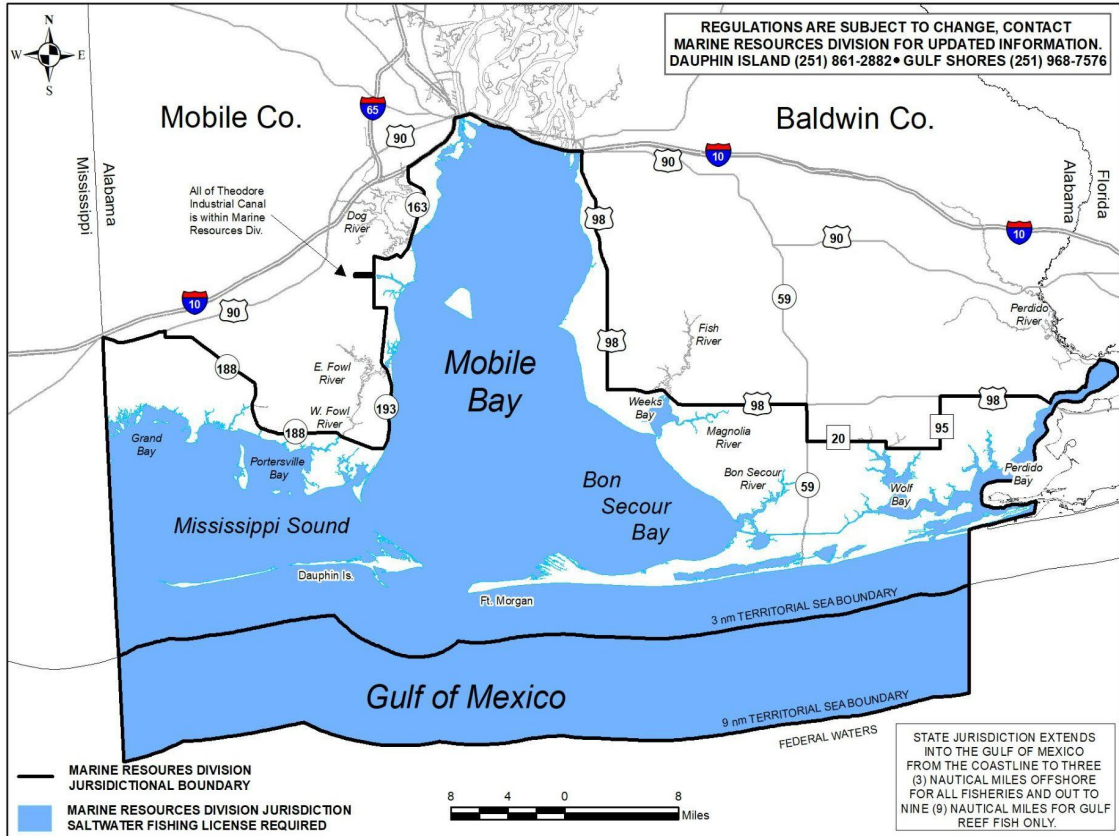 REGULATIONS ARE SUBJECT TO CHANGE, CONTACT
MARINE RESOURCES DIVISION FOR UPDATED INFORMATION.
DAUPHIN ISLAND (251) 861-2882• GULF SHORES (251) 968-7576
N
W
E
S
Mobile Co.
Baldwin Co.
65
90
10
90
Mississippi
Alabama
Alabama
Florida
All of Theodore
Industrial Canal
is within Marine
Resources Div.
Dog
River
163
98
90
10
59
Perdido
River
10
90
98
Fish
River
188
E. Fowl
River
W. Fowl
River
193
188
Mobile
Bay
Weeks
Bay
98
Magnolia
River
98
95
20
Grand
Bay
Portersville
Bay
Bon Secour
River
59
Wolf
Bay
Perdido
Bay
Bon
Secour
Bay
Mississippi Sound
Dauphin Is.
Ft. Morgan
3 nm TERRITORIAL SEA BOUNDARY
Gulf of Mexico
9 nm TERRITORIAL SEA BOUNDARY
FEDERAL WATERS
STATE JURISDICTION EXTENDS
INTO THE GULF OF MEXICO
FROM THE COASTLINE TO THREE
(3) NAUTICAL MILES OFFSHORE
FOR ALL FISHERIES AND OUT TO
NINE (9) NAUTICAL MILES FOR GULF
REEF FISH ONLY.
MARINE RESOURES DIVISION
JURSIDICTIONAL BOUNDARY
MARINE RESOURCES DIVISION JURISDICTION
SALTWATER FISHING LICENSE REQUIRED
8 4 0 8
Miles